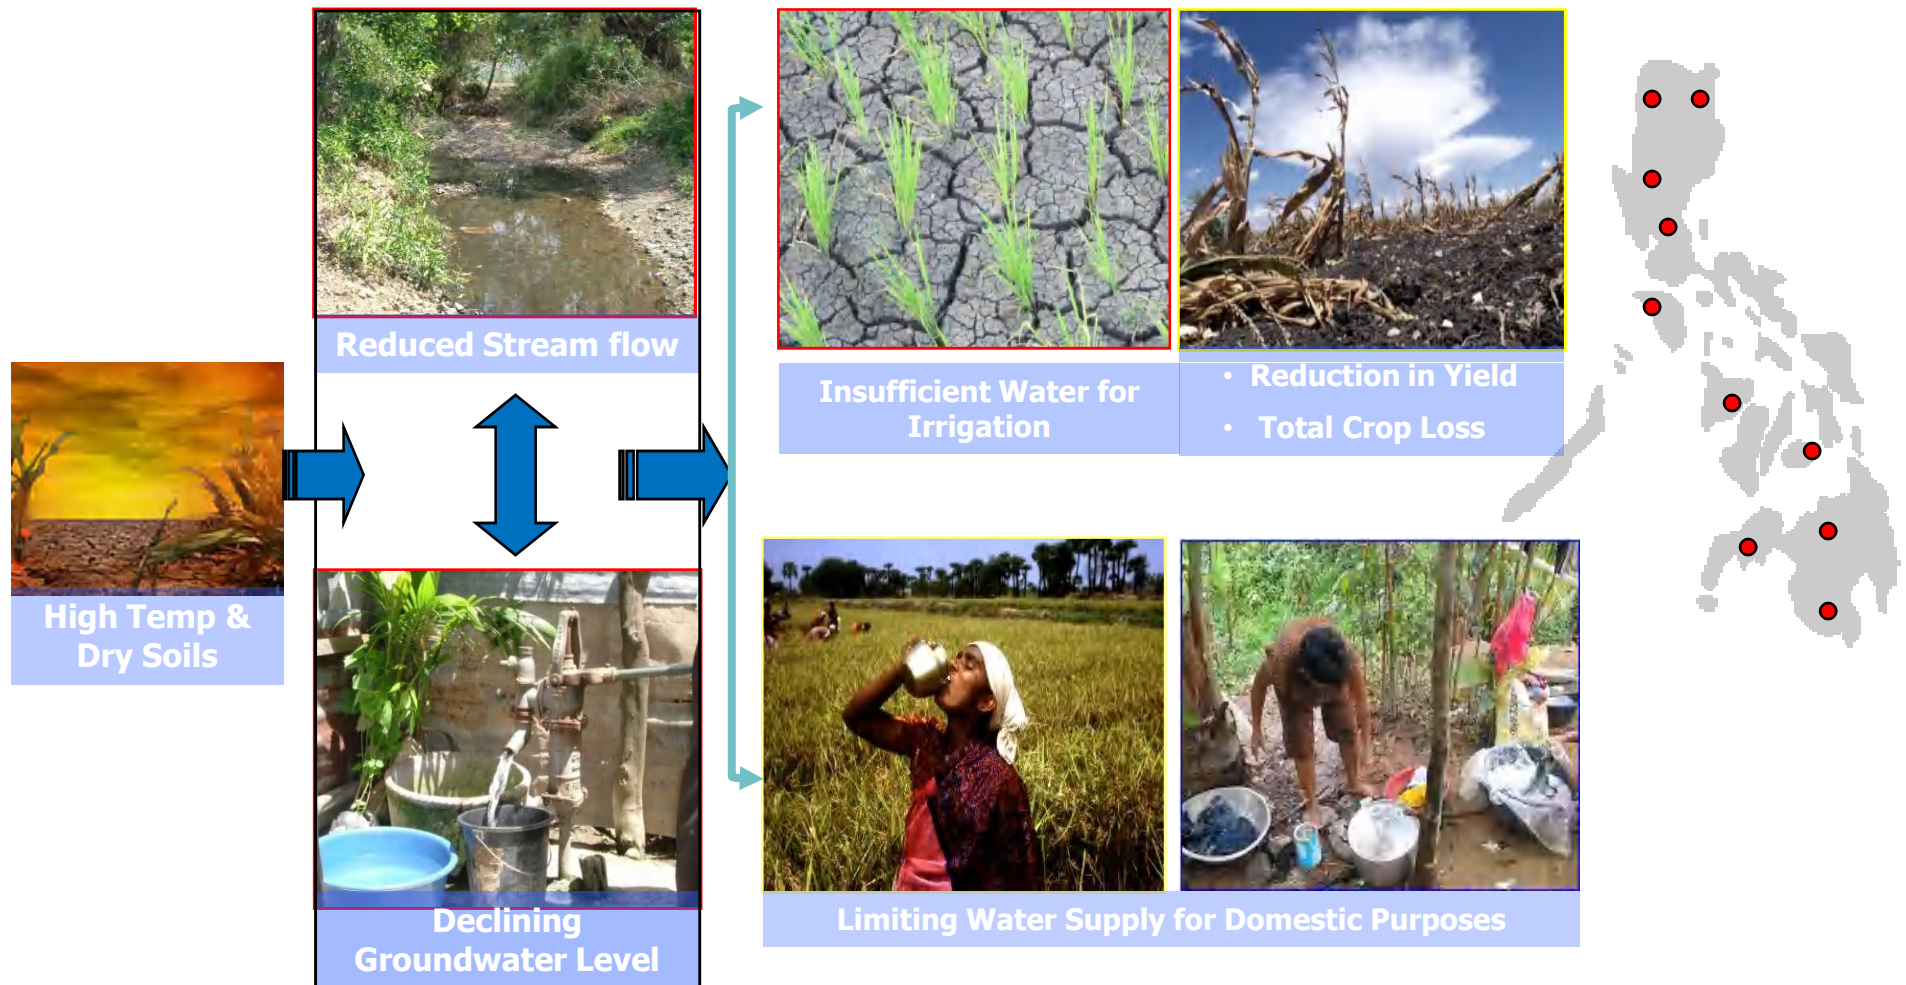 High Temp &
Dry Soils
Reduced Stream flow
Declining
Groundwater Level
Insufficient Water for
Irrigation
• Reduction in Yield
• Total Crop Loss
Limiting Water Supply for Domestic Purposes